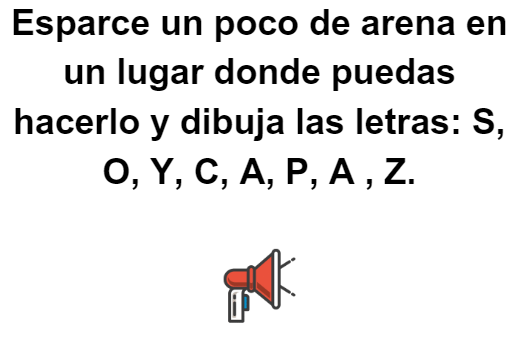 Esparce un poco de arena en
un lugar donde puedas
hacerlo y dibuja las letras: S,
O, Y, C, A, P, A , Z.